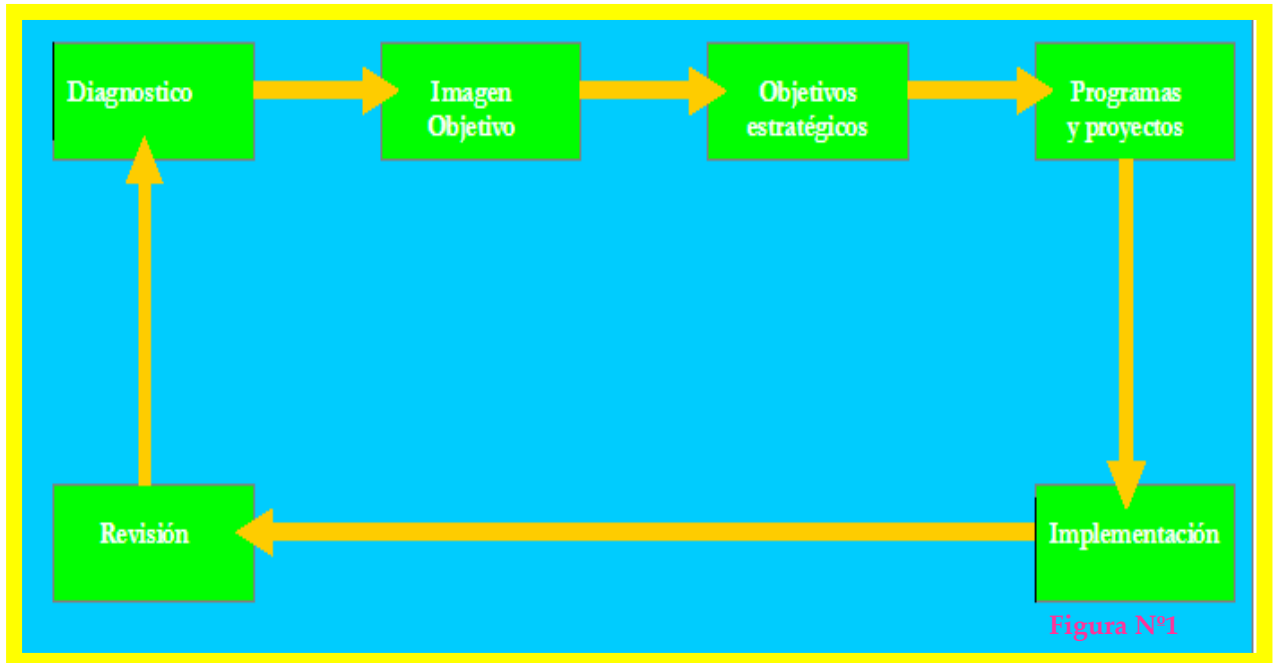 Diagnostico
Imagen
Objetivo
Objetivos
estratégicos
Programas
y proyectos
Revisión
Implementación
Figura Nº1